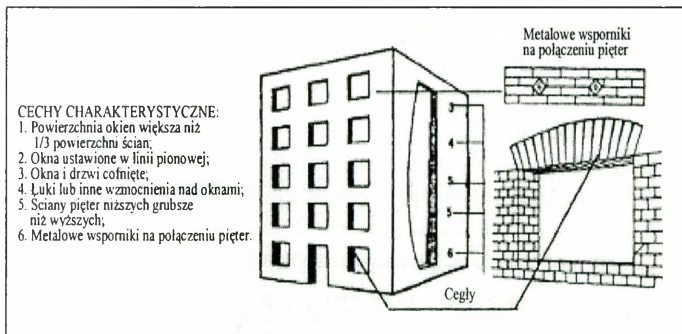 CECHY CHARAKTERYSTYCZNE:
1. Powierzchnia okien większa niż
1/3 powierzchni ścian;
2. Okna ustawione w linii pionowej;
3. Okna i drzwi cofnięte;
4. Łuki lub inne wzmocnienia nad oknami;
5. Ściany pięter niższych grubsze
niż wyższych;
6. Metalowe wsporniki na połączeniu pięter.
Metalowe wsporniki
na połączeniu pięter
3
4
5
5
6
Cegły